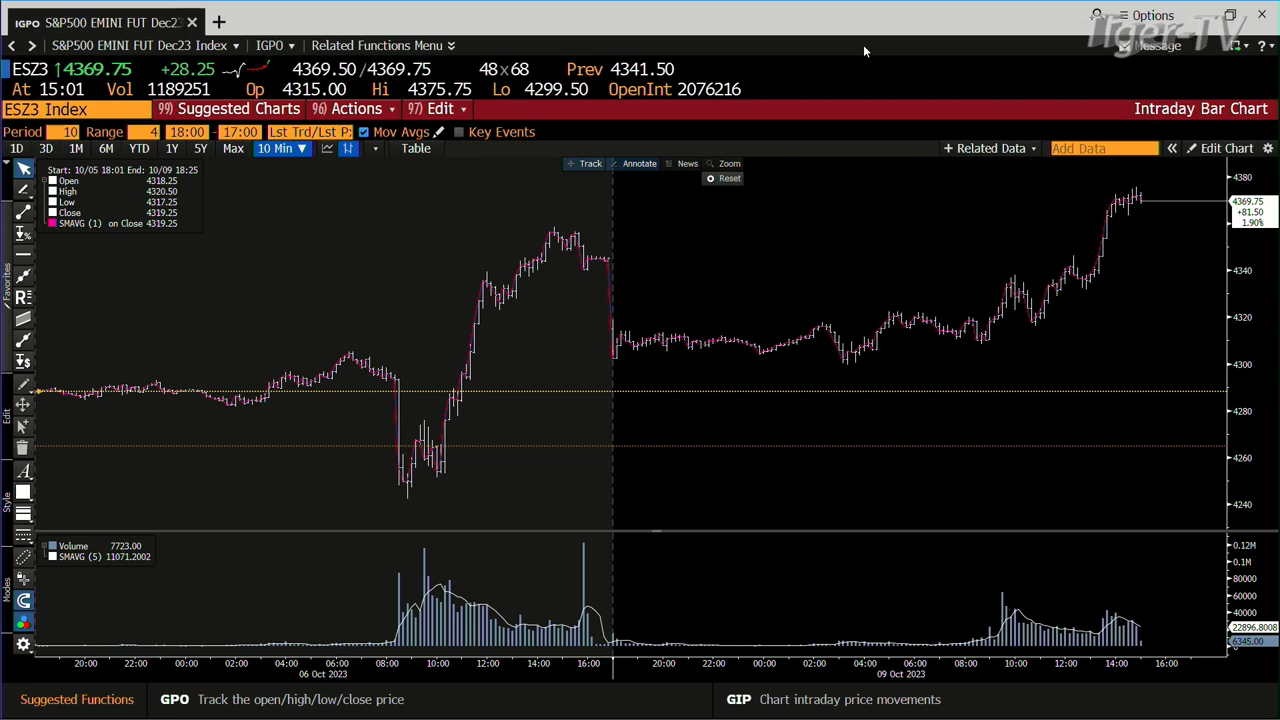 IGPO S&P500 EMINI FUT Dec23 × +
Options
Tiger-TV
S&P500 EMINI FUT Dec23 Index IGPO Related Functions Menu
Message
ESZ3 ↑4369.75 +28.25 4369.50/4369.75 48×68 Prev 4341.50
At 15:01 Vol 1189251 Op 4315.00 Hi 4375.75 Lo 4299.50 OpenInt 2076216
ESZ3 Index 99) Suggested Charts 96) Actions 97) Edit Intraday Bar Chart
Period 10 Range 4 18:00 - 17:00 Lst Trd/Lst P: Mov Avgs Key Events
1D 3D 1M 6M YTD 1Y 5Y Max 10 Min ▼ Table + Related Data Add Data « Edit Chart
Track Annotate News Zoom
Reset
Start: 10/05 18:01 End: 10/09 18:25
Open 4318.25
High 4320.50
Low 4317.25
Close 4319.25
SMAVG (1) on Close 4319.25
4380
4369.75
+81.50
1.90%
4340
4320
4300
4280
4260
4240
Favorites
Edit
Style
Modes
Volume 7723.00
SMAVG (5) 11071.2002
0.12M
0.1M
80000
60000
40000
22896.8008
6345.00
0
20:00 22:00 00:00 02:00 04:00 06:00 08:00 10:00 12:00 14:00 16:00 20:00 22:00 00:00 02:00 04:00 06:00 08:00 10:00 12:00 14:00 16:00
06 Oct 2023 09 Oct 2023
Suggested Functions GPO Track the open/high/low/close price GIP Chart intraday price movements